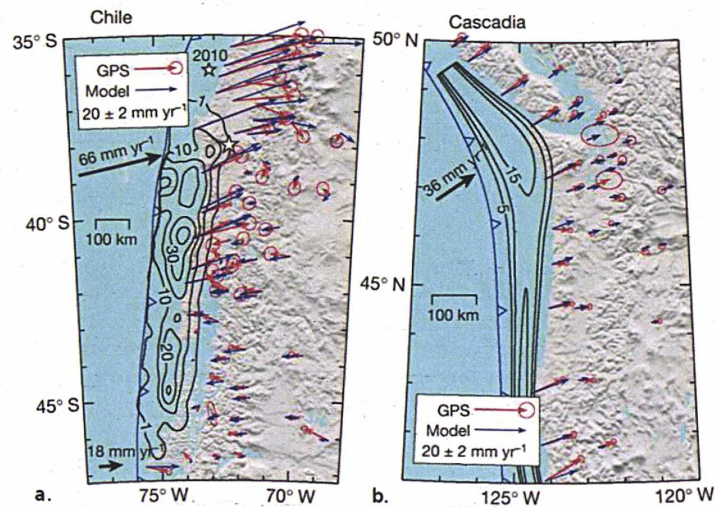 Chile
35° S
2010
GPS
Model
20 ± 2 mm yr⁻¹
1
10
66 mm yr⁻¹
40° S
100 km
30
10
20
45° S
1
18 mm yr⁻
75° W
70° W
a.
Cascadia
50° N
GPS
Model
20 ± 2 mm yr⁻¹
36 mm yr⁻¹
15
5
45° N
100 km
125° W
120° W
b.